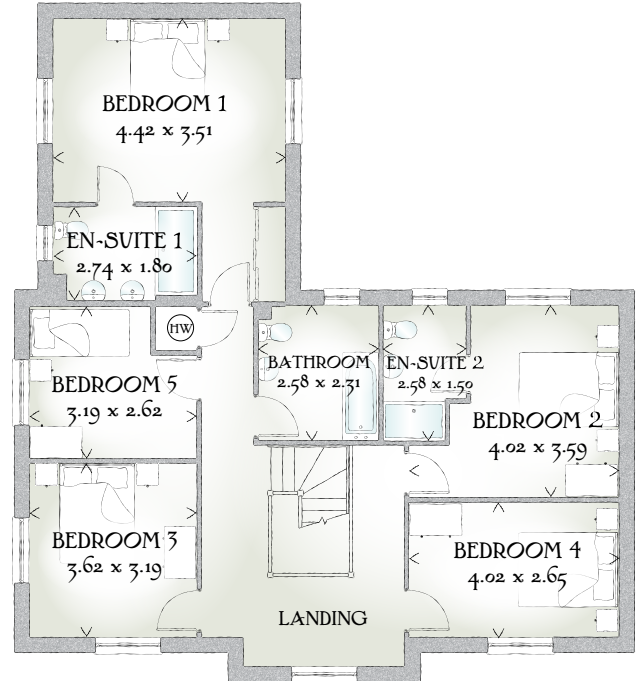 BEDROOM 1
4.42 x 3.51
EN-SUITE 1
2.74 x 1.80
HW
BATHROOM
2.58 x 2.31
EN-SUITE 2
2.58 x 1.50
BEDROOM 5
3.19 x 2.62
BEDROOM 2
4.02 x 3.59
BEDROOM 3
3.62 x 3.19
BEDROOM 4
4.02 x 2.65
LANDING